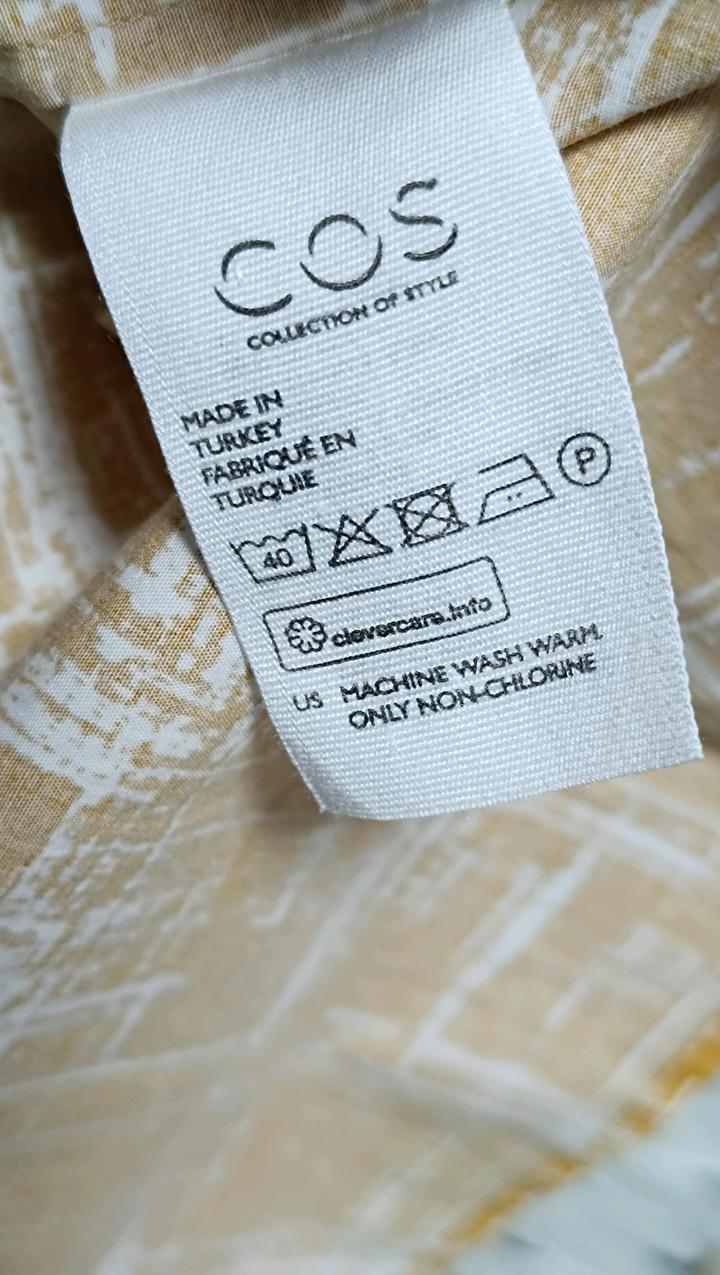 COS
COLLECTION OF STYLE
MADE IN
TURKEY
FABRIQUÉ EN
TURQUIE
40
P
clevercare.info
US MACHINE WASH WARM.
ONLY NON-CHLORINE